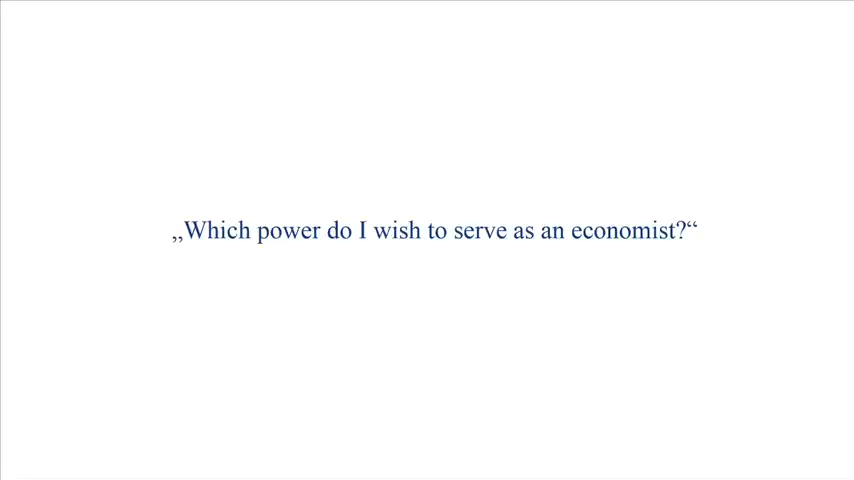 „Which power do I wish to serve as an economist?“